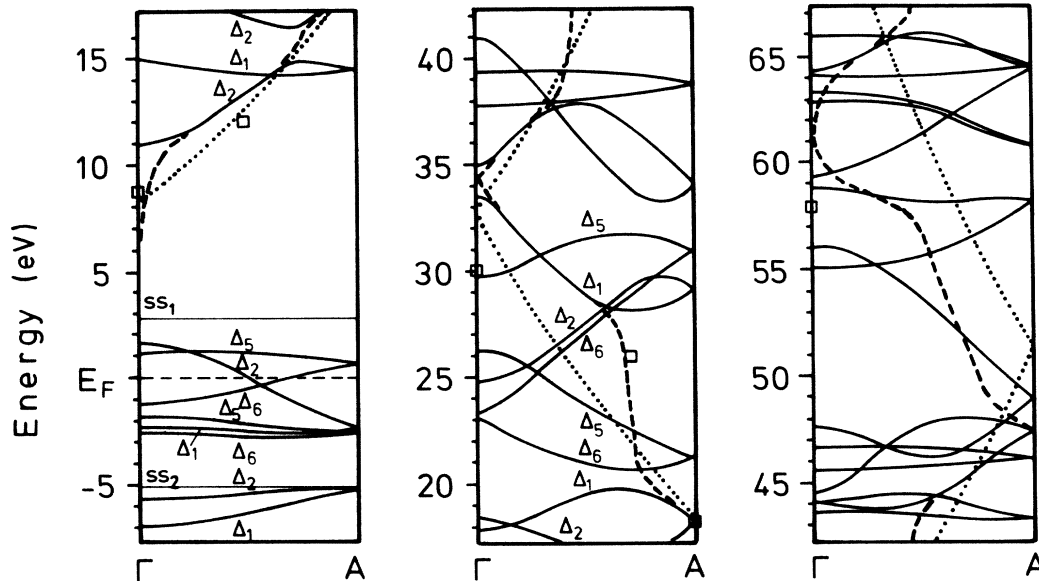 Energy (eV)
15
10
5
E_F
-5
Δ₂
Δ₁
Δ₂
ss₁
Δ₅
Δ₂
Δ₆
Δ₅
Δ₁
Δ₆
ss₂
Δ₂
Δ₁
Γ
A
40
35
30
25
20
Δ₅
Δ₁
Δ₂
Δ₆
Δ₅
Δ₆
Δ₁
Δ₂
Γ
A
65
60
55
50
45
Γ
A